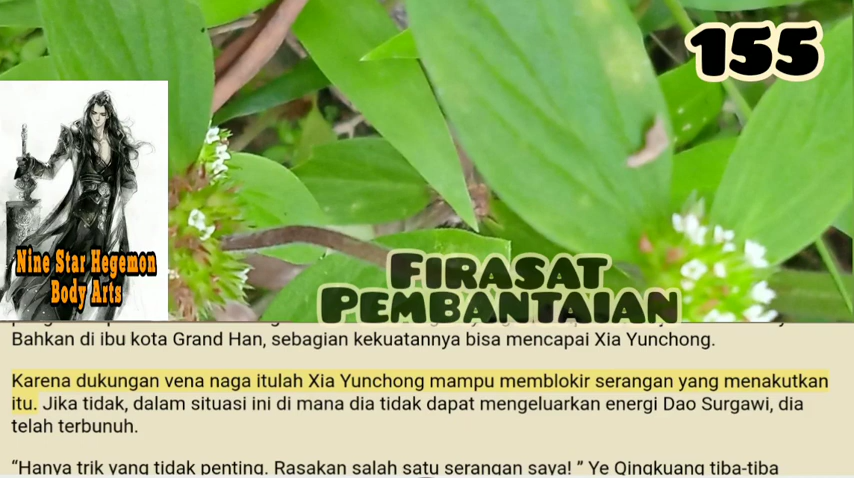 155
Nine Star Hegemon
Body Arts
FIRASAT
PEMBANTAIAN
Bahkan di ibu kota Grand Han, sebagian kekuatannya bisa mencapai Xia Yunchong.
Karena dukungan vena naga itulah Xia Yunchong mampu memblokir serangan yang menakutkan
itu. Jika tidak, dalam situasi ini di mana dia tidak dapat mengeluarkan energi Dao Surgawi, dia
telah terbunuh.
“Hanya trik yang tidak penting. Rasakan salah satu serangan saya! ” Ye Qingkuang tiba-tiba